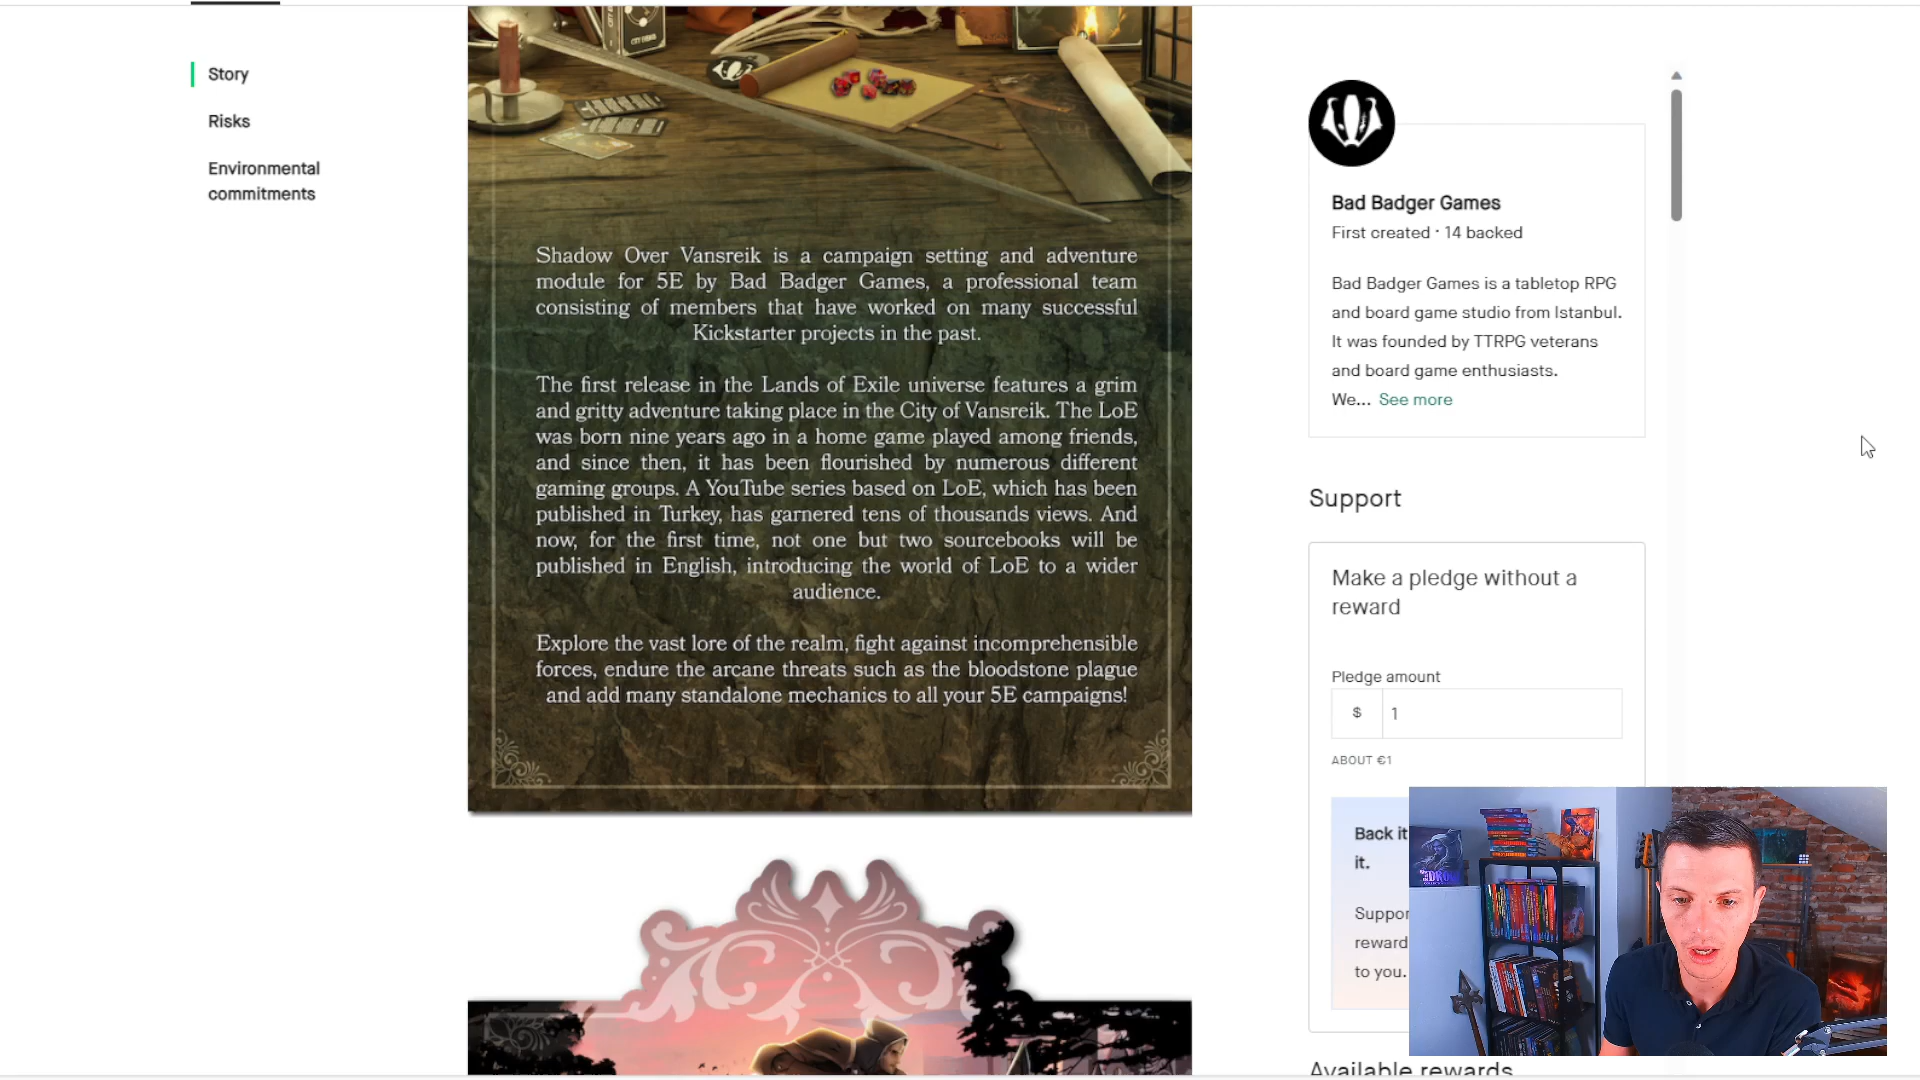 Story
Risks
Environmental
commitments
Shadow Over Vansreik is a campaign setting and adventure
module for 5E by Bad Badger Games, a professional team
consisting of members that have worked on many successful
Kickstarter projects in the past.
The first release in the Lands of Exile universe features a grim
and gritty adventure taking place in the City of Vansreik. The LoE
was born nine years ago in a home game played among friends,
and since then, it has been flourished by numerous different
gaming groups. A YouTube series based on LoE, which has been
published in Turkey, has garnered tens of thousands views. And
now, for the first time, not one but two sourcebooks will be
published in English, introducing the world of LoE to a wider
audience.
Explore the vast lore of the realm, fight against incomprehensible
forces, endure the arcane threats such as the bloodstone plague
and add many standalone mechanics to all your 5E campaigns!
Bad Badger Games
First created · 14 backed
Bad Badger Games is a tabletop RPG
and board game studio from Istanbul.
It was founded by TTRPG veterans
and board game enthusiasts.
We... See more
Support
Make a pledge without a
reward
Pledge amount
$ 1
ABOUT €1
Back it
it.
Suppor
reward
to you.
Available rewards